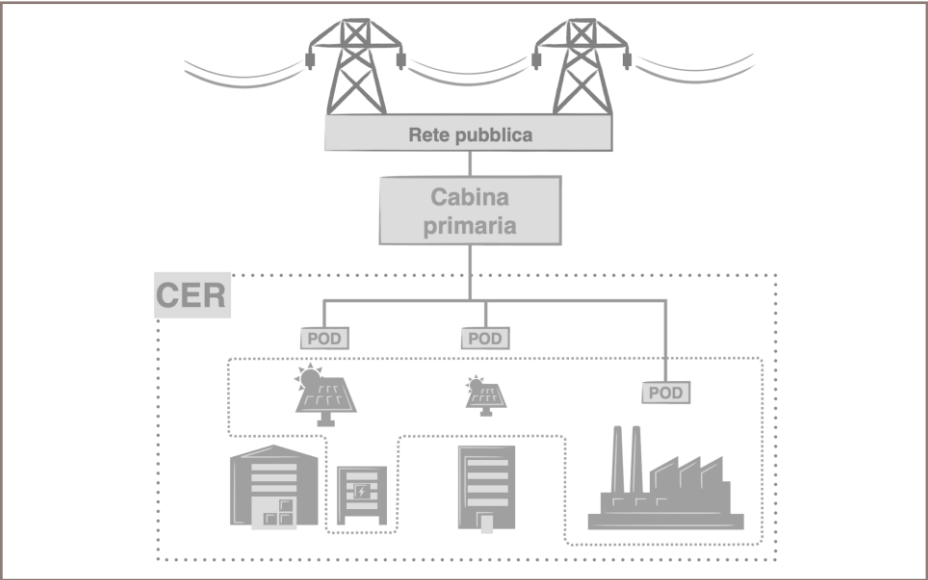 Rete pubblica
Cabina
primaria
CER
POD
POD
POD